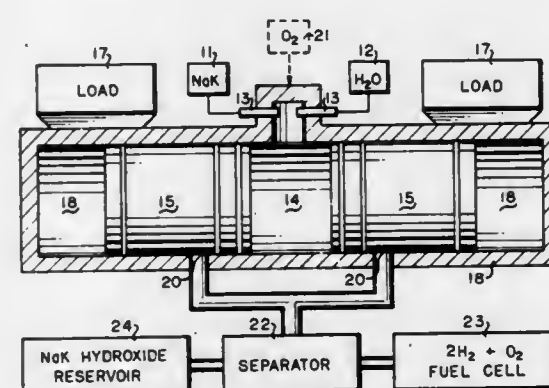 O₂ 21
17 11 12 17
NaK H₂O
LOAD 13 13 LOAD
18 15 14 15 18
20 20 18
24 22 23
NaK HYDROXIDE RESERVOIR
SEPARATOR
2H₂ + O₂ FUEL CELL